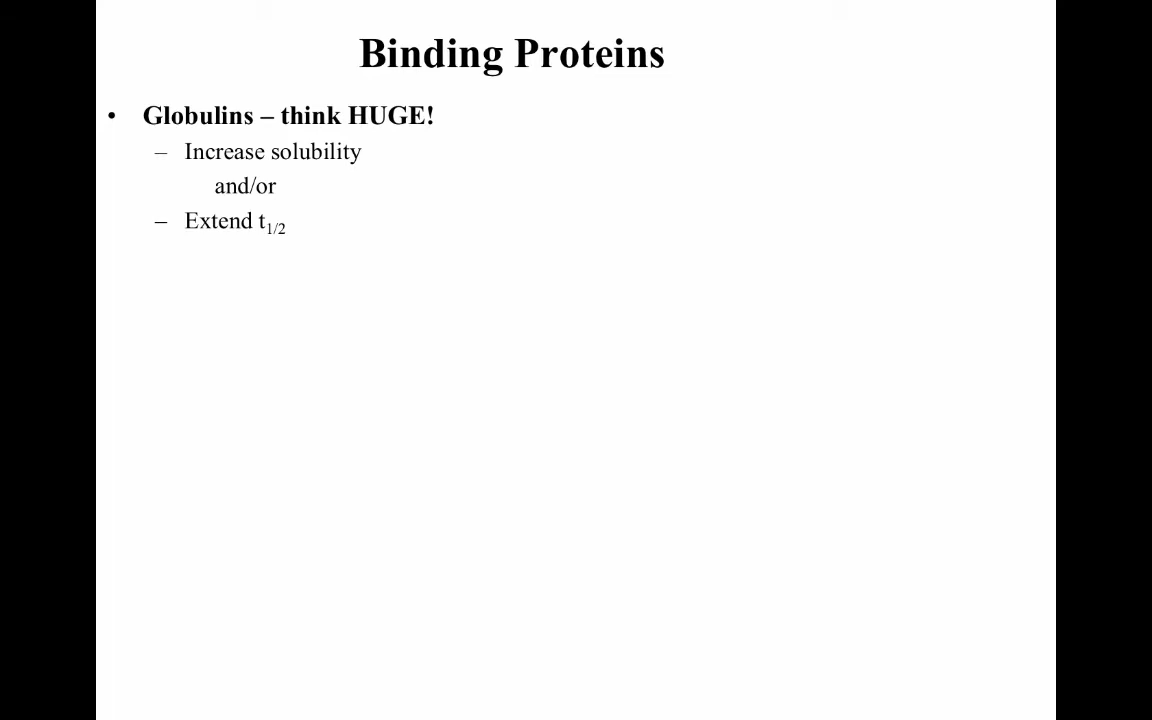 Binding Proteins
• Globulins – think HUGE!
– Increase solubility
and/or
– Extend t1/2